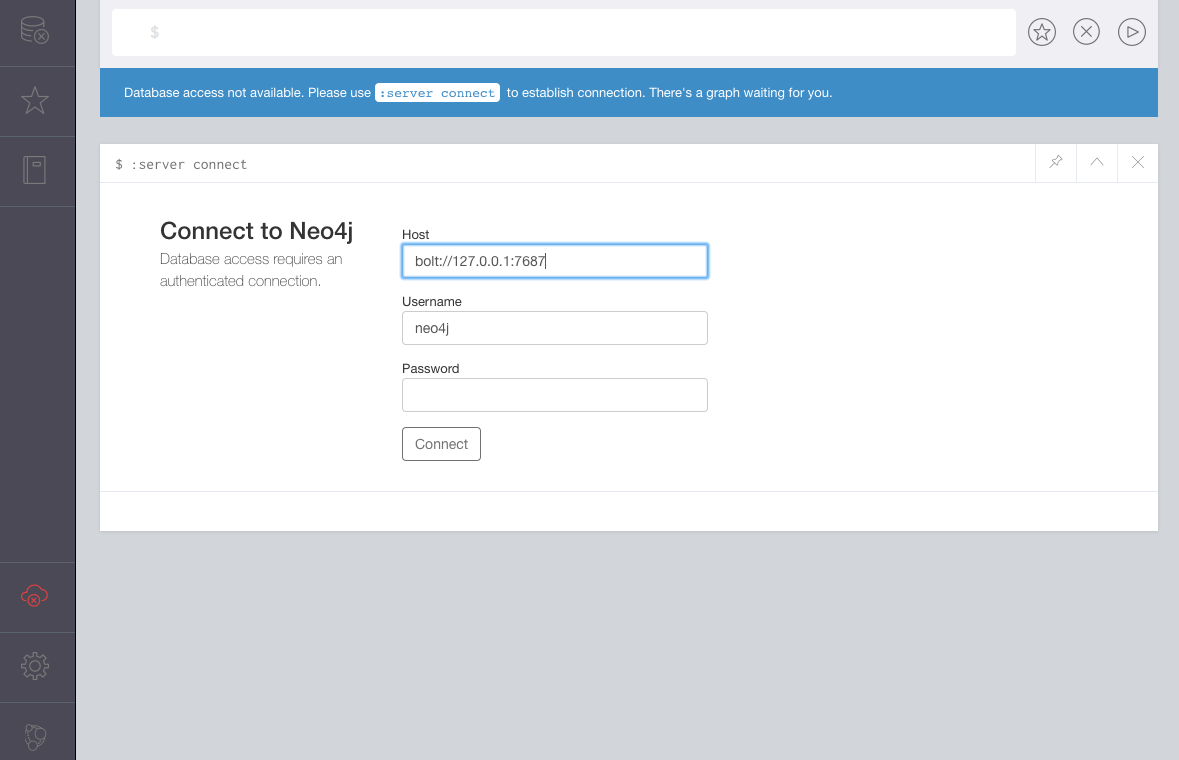 $
Database access not available. Please use :server connect to establish connection. There's a graph waiting for you.
$ :server connect
Connect to Neo4j
Database access requires an
authenticated connection.
Host
bolt://127.0.0.1:7687
Username
neo4j
Password
Connect